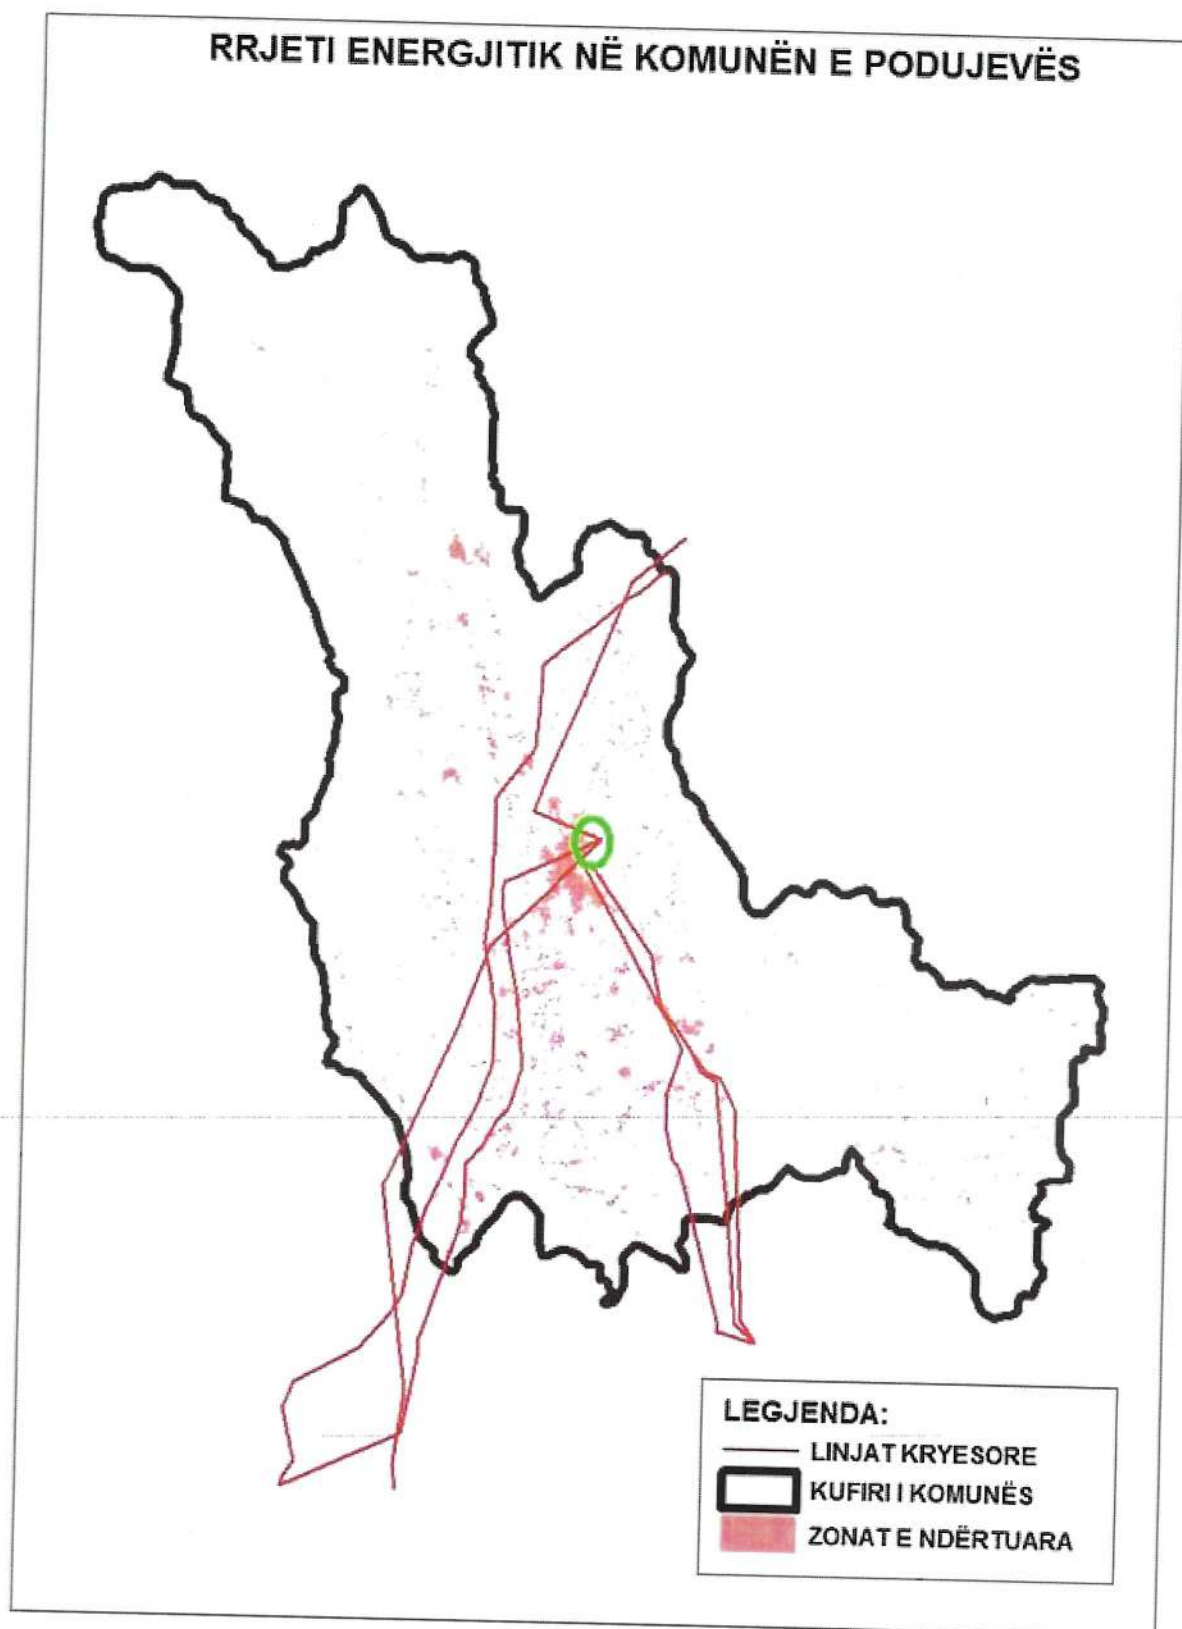 RRJETI ENERGJITIK NË KOMUNËN E PODUJEVËS
LEGJENDA:
LINJAT KRYESORE
KUFIRI I KOMUNËS
ZONAT E NDËRTUARA